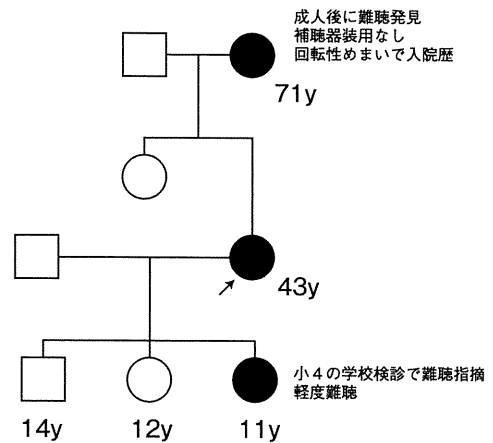 成人後に難聴発見
補聴器装用なし
回転性めまいで入院歴
71y
43y
小4の学校検診で難聴指摘
軽度難聴
14y
12y
11y